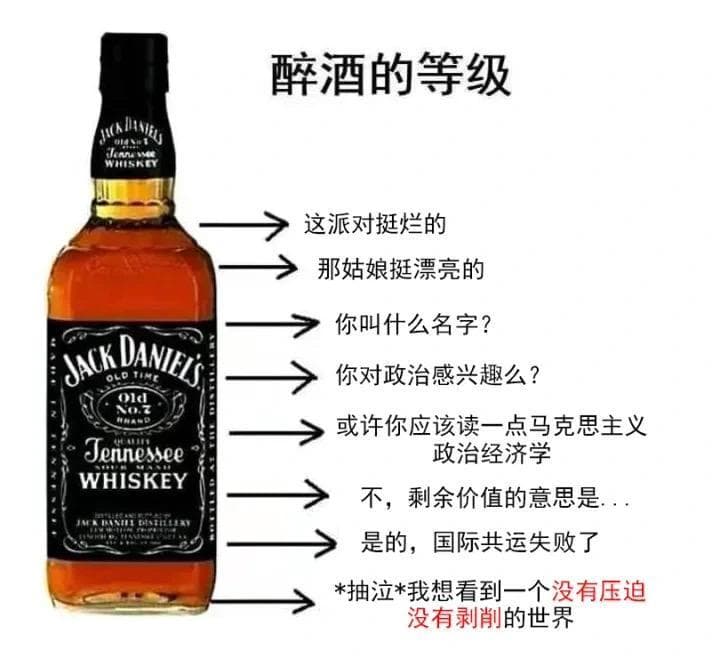 醉酒的等级
JACK DANIEL'S
Old No.7
Tennessee
WHISKEY
这派对挺烂的
那姑娘挺漂亮的
你叫什么名字?
你对政治感兴趣么?
或许你应该读一点马克思主义
政治经济学
不，剩余价值的意思是...
是的，国际共运失败了
*抽泣*我想看到一个没有压迫
没有剥削的世界
JACK DANIEL'S
OLD TIME
Old
No.7
BRAND
QUALITY
Tennessee
SOUR MASH
WHISKEY
JACK DANIEL DISTILLERY
BOTTLED AT THE DISTILLERY